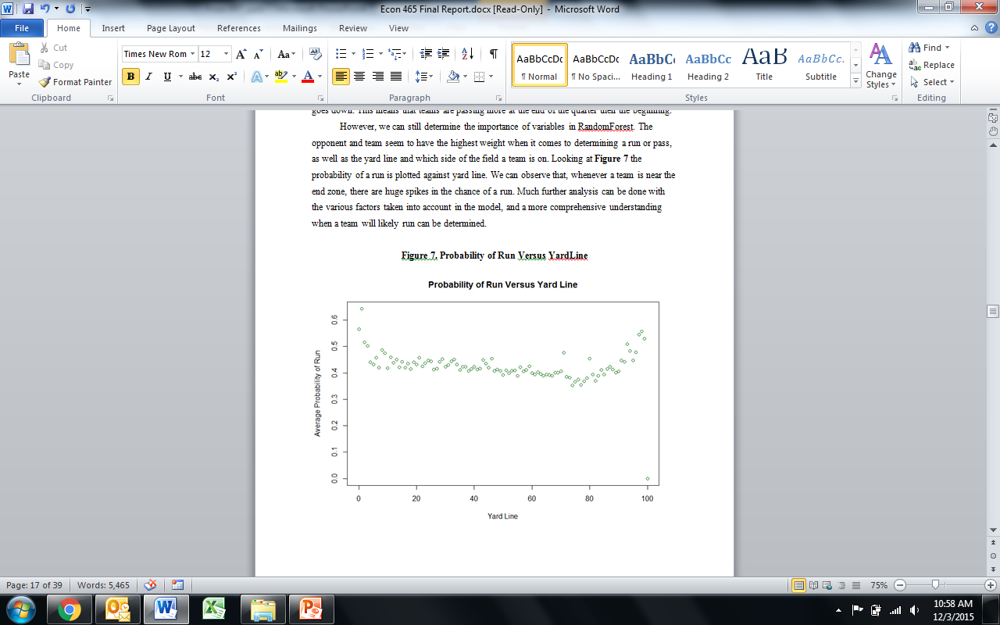 Econ 465 Final Report.docx [Read-Only] - Microsoft Word
File Home Insert Page Layout References Mailings Review View
Paste
Cut
Copy
Format Painter
Clipboard
Times New Rom 12
Font
Paragraph
AaBbCcDc AaBbCcDc AaBbC AaBbCc AaB AaBbCc.
¶ Normal ¶ No Spaci... Heading 1 Heading 2 Title Subtitle
Change Styles
Styles
Find
Replace
Select
Editing
goes down. This means that teams are passing more at the end of the quarter then the beginning.
However, we can still determine the importance of variables in RandomForest. The
opponent and team seem to have the highest weight when it comes to determining a run or pass,
as well as the yard line and which side of the field a team is on. Looking at Figure 7 the
probability of a run is plotted against yard line. We can observe that, whenever a team is near the
end zone, there are huge spikes in the chance of a run. Much further analysis can be done with
the various factors taken into account in the model, and a more comprehensive understanding
when a team will likely run can be determined.
Figure 7. Probability of Run Versus YardLine
Probability of Run Versus Yard Line
Average Probability of Run
0.6
0.5
0.4
0.3
0.2
0.1
0.0
0 20 40 60 80 100
Yard Line
Page: 17 of 39 Words: 5,465 75%
10:58 AM
12/3/2015